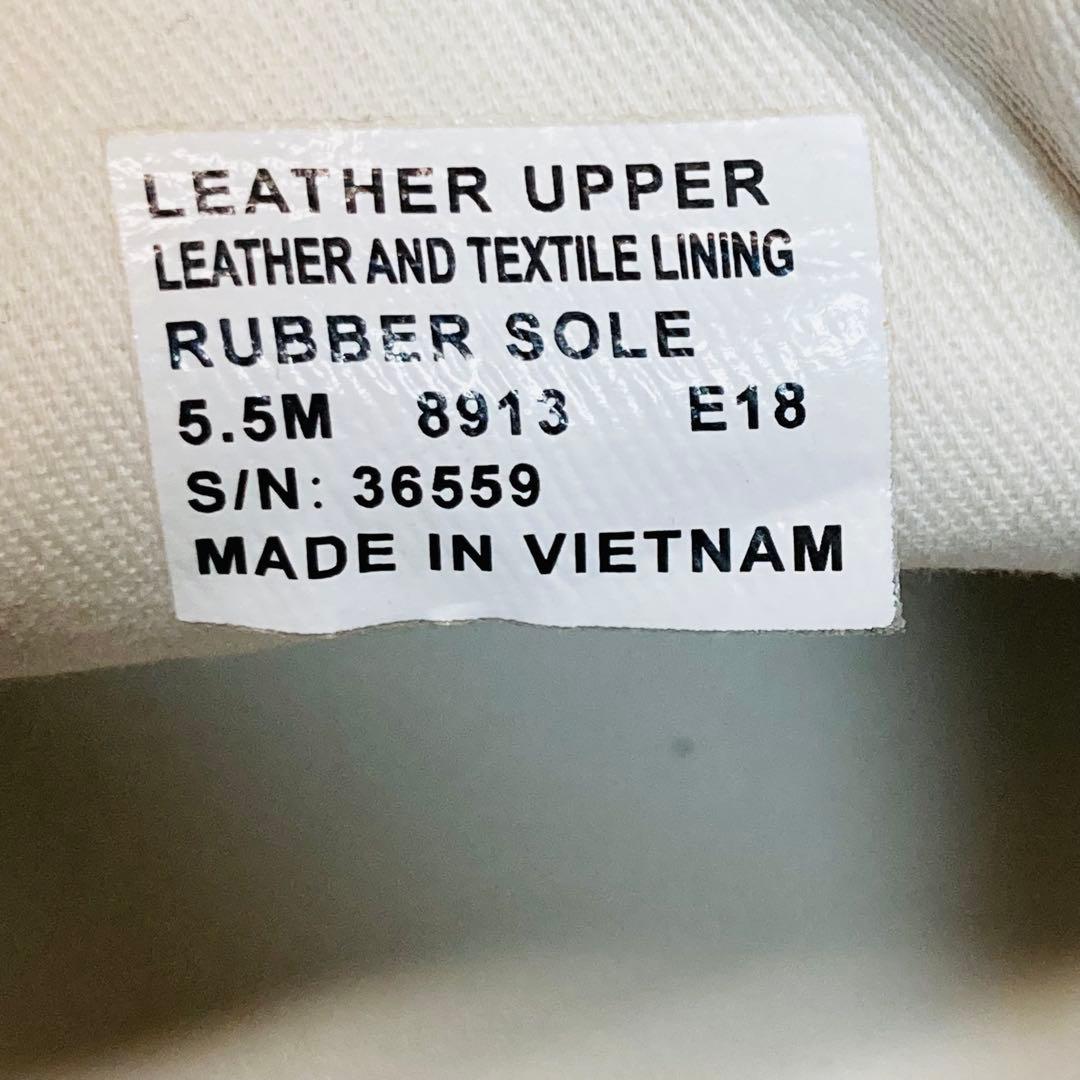 LEATHER UPPER
LEATHER AND TEXTILE LINING
RUBBER SOLE
5.5M 8913 E18
S/N: 36559
MADE IN VIETNAM